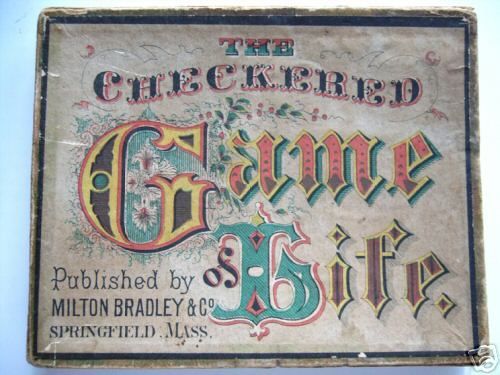 THE
CHECKERED
Game
of Life.
Published by
MILTON BRADLEY & Co
SPRINGFIELD. MASS.